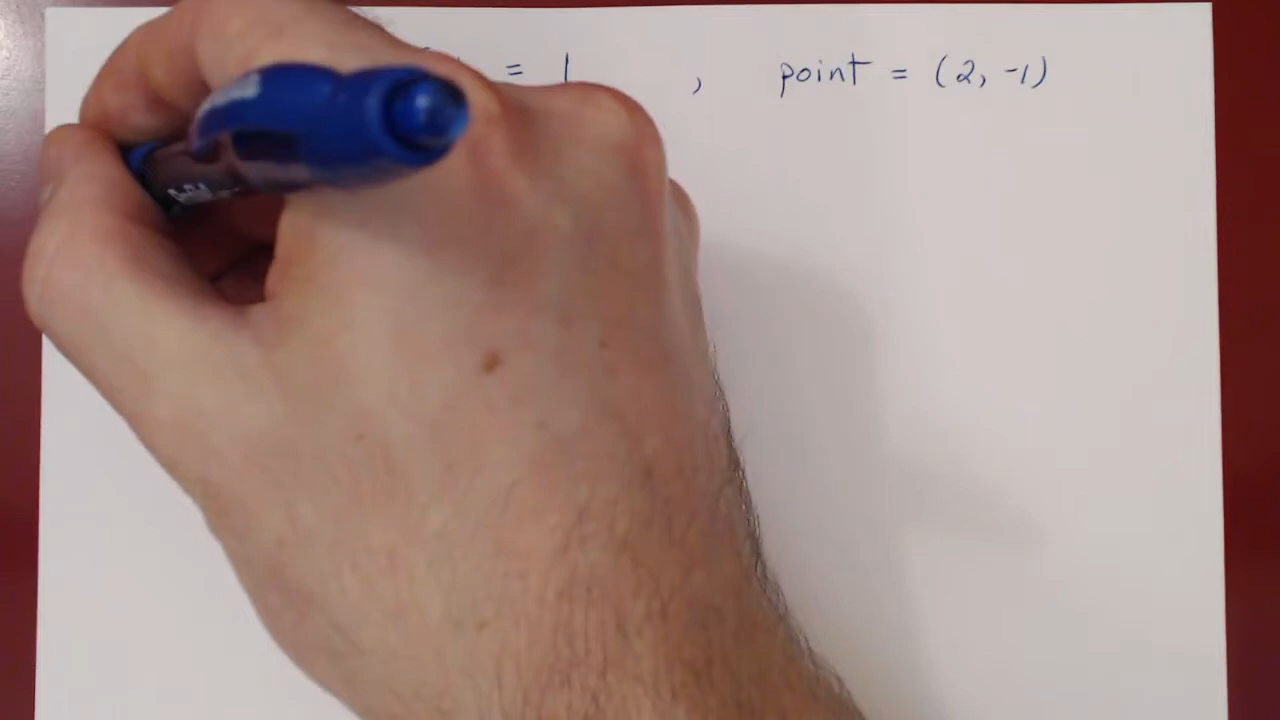 = 1 , point = (2, -1)